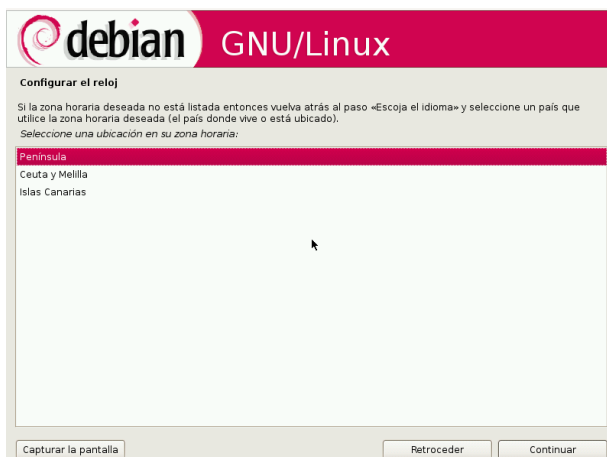 debian GNU/Linux
Configurar el reloj
Si la zona horaria deseada no está listada entonces vuelva atrás al paso «Escoja el idioma» y seleccione un país que
utilice la zona horaria deseada (el país donde vive o está ubicado).
Seleccione una ubicación en su zona horaria:
Península
Ceuta y Melilla
Islas Canarias
Capturar la pantalla Retroceder Continuar